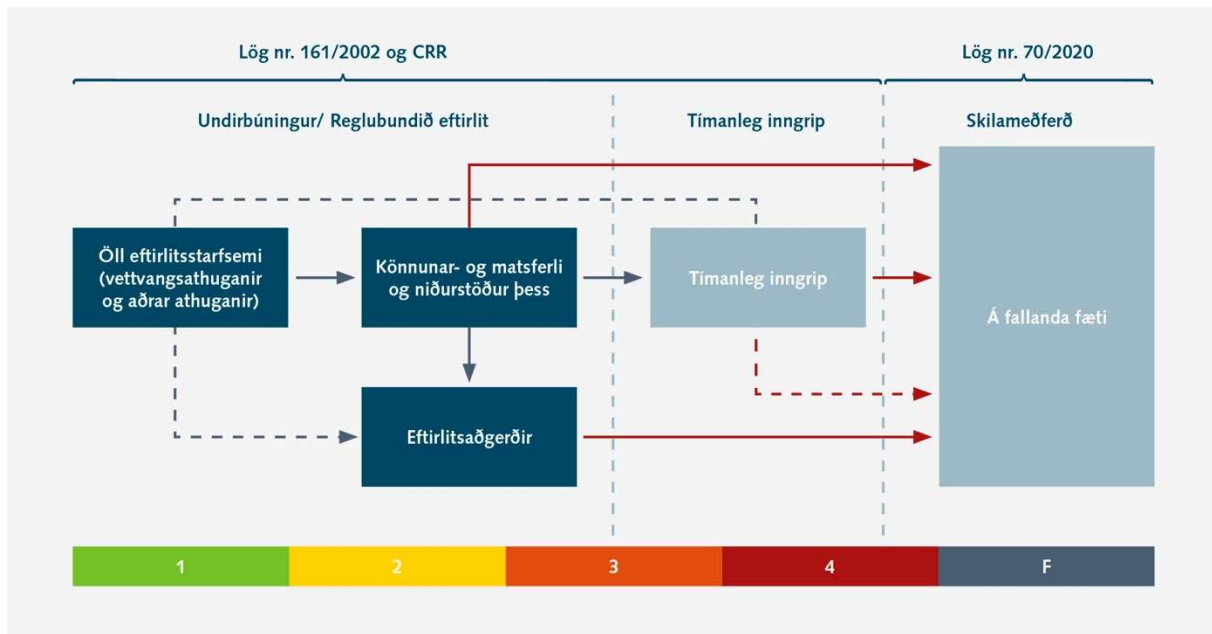 Lög nr. 161/2002 og CRR
Lög nr. 70/2020
Undirbúningur/ Reglubundið eftirlit
Tímanleg inngrip
Skilameðferð
Öll eftirlitsstarfsemi
(vettvangsathuganir
og aðrar athuganir)
Könnunar- og matsferli
og niðurstöður þess
Tímanleg inngrip
Á fallanda fæti
Eftirlitsaðgerðir
1
2
3
4
F